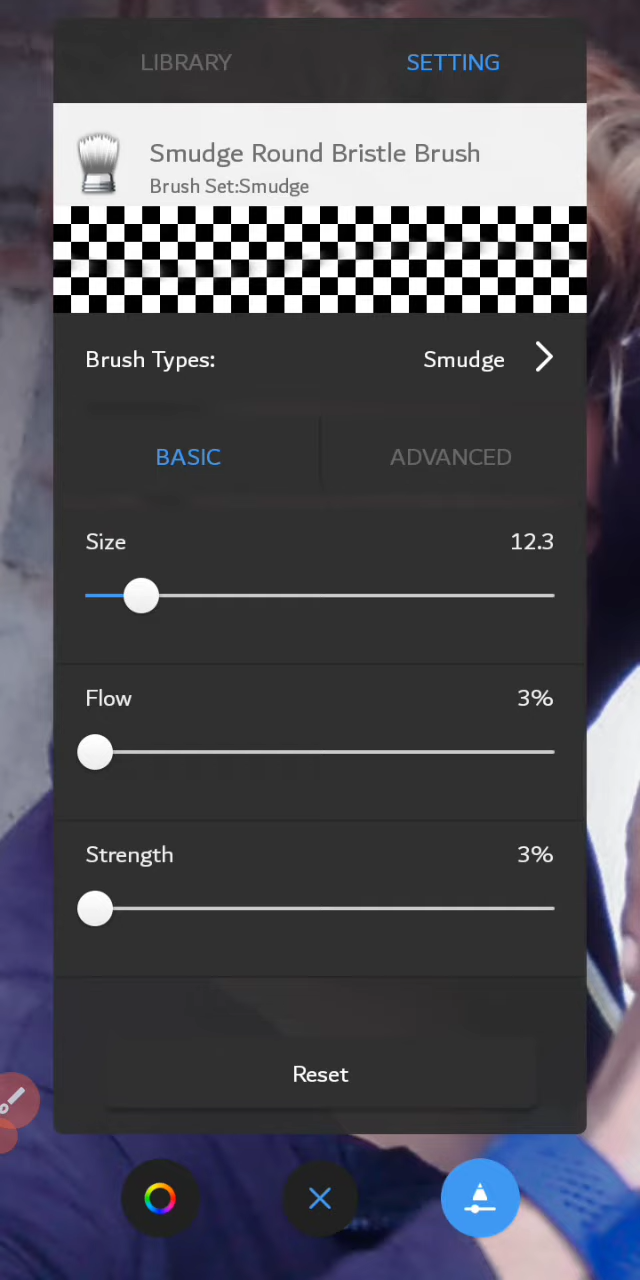 LIBRARY SETTING
Smudge Round Bristle Brush
Brush Set:Smudge
Brush Types: Smudge
BASIC ADVANCED
Size 12.3
Flow 3%
Strength 3%
Reset